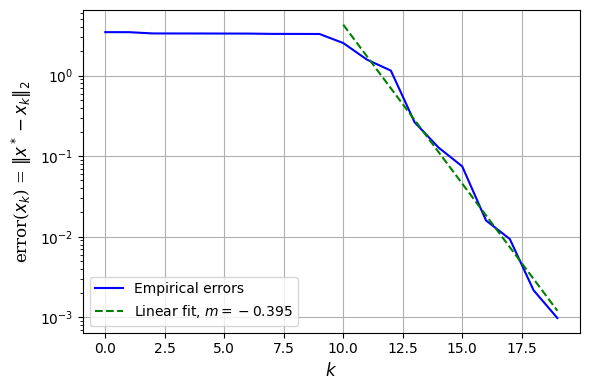 error(x_k) = ‖x* − x_k‖₂
10⁰
10⁻¹
10⁻²
10⁻³
Empirical errors
Linear fit, m = −0.395
0.0 2.5 5.0 7.5 10.0 12.5 15.0 17.5
k